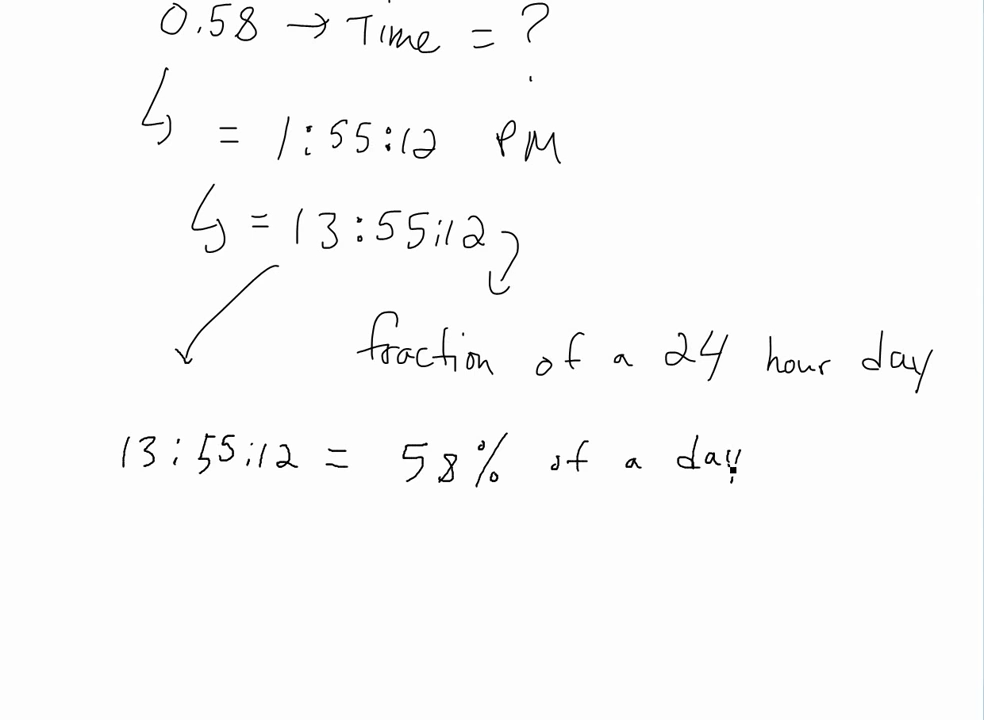 0.58 → Time = ?
↳ = 1:55:12 PM
↳ = 13:55:12
fraction of a 24 hour day
13:55:12 = 58% of a day